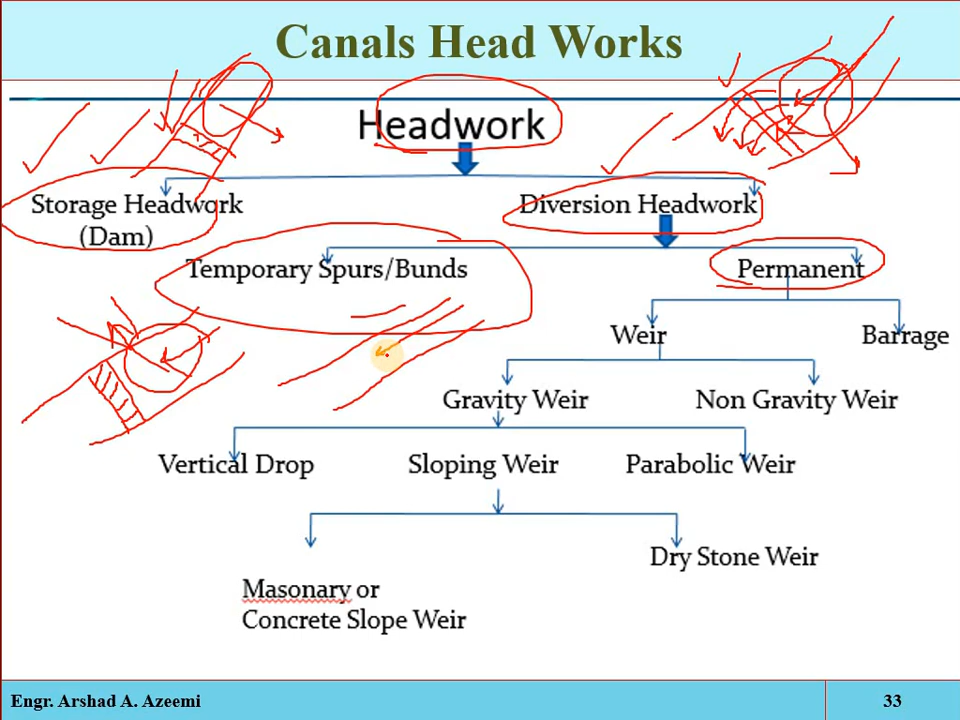 Canals Head Works
Headwork
Storage Headwork
(Dam)
Diversion Headwork
Temporary Spurs/Bunds
Permanent
Weir
Barrage
Gravity Weir
Non Gravity Weir
Vertical Drop
Sloping Weir
Parabolic Weir
Dry Stone Weir
Masonary or
Concrete Slope Weir
Engr. Arshad A. Azeemi
33